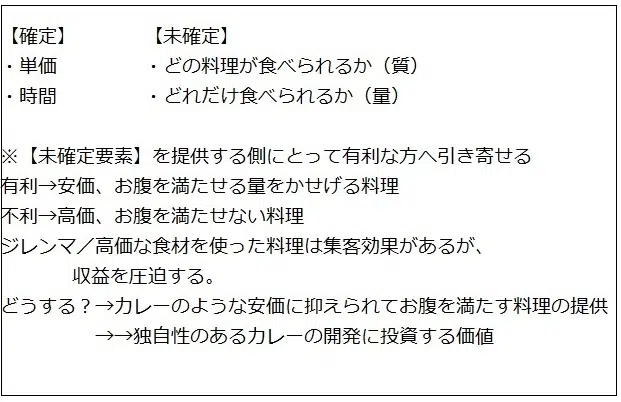 【確定】　　　　【未確定】
・単価　　　　　・どの料理が食べられるか（質）
・時間　　　　　・どれだけ食べられるか（量）
※【未確定要素】を提供する側にとって有利な方へ引き寄せる
有利→安価、お腹を満たせる量をかせげる料理
不利→高価、お腹を満たせない料理
ジレンマ／高価な食材を使った料理は集客効果があるが、
収益を圧迫する。
どうする？→カレーのような安価に抑えられてお腹を満たす料理の提供
→→独自性のあるカレーの開発に投資する価値